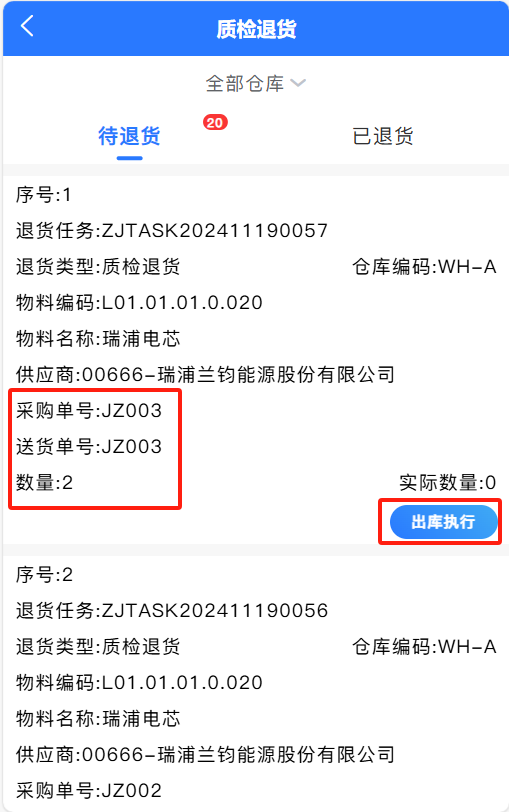 质检退货
全部仓库
待退货 20 已退货
序号:1
退货任务:ZJTASK202411190057
退货类型:质检退货 仓库编码:WH-A
物料编码:L01.01.01.0.020
物料名称:瑞浦电芯
供应商:00666-瑞浦兰钧能源股份有限公司
采购单号:JZ003
送货单号:JZ003
数量:2 实际数量:0
出库执行
序号:2
退货任务:ZJTASK202411190056
退货类型:质检退货 仓库编码:WH-A
物料编码:L01.01.01.0.020
物料名称:瑞浦电芯
供应商:00666-瑞浦兰钧能源股份有限公司
采购单号:JZ002